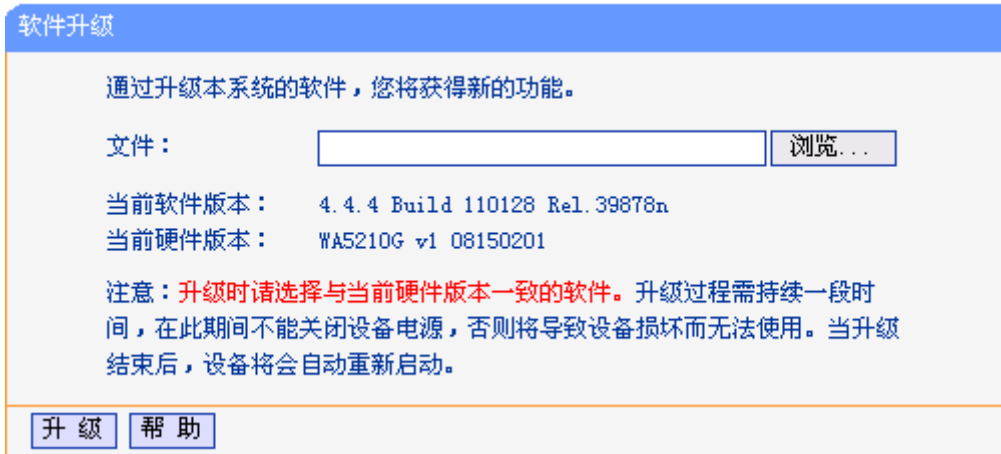 软件升级
通过升级本系统的软件，您将获得新的功能。
文件： 浏览...
当前软件版本： 4.4.4 Build 110128 Rel.39878n
当前硬件版本： WA5210G v1 08150201
注意：升级时请选择与当前硬件版本一致的软件。升级过程需持续一段时
间，在此期间不能关闭设备电源，否则将导致设备损坏而无法使用。当升级
结束后，设备将会自动重新启动。
升 级 帮 助